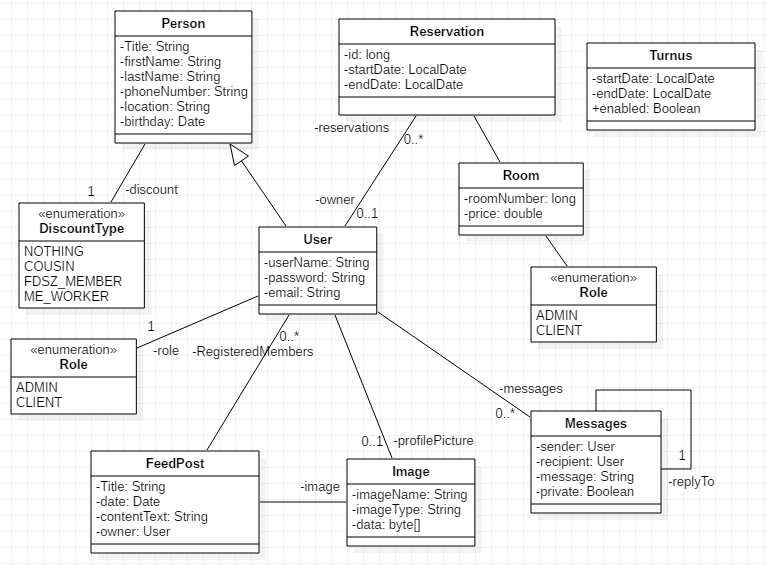 Person
-Title: String
-firstName: String
-lastName: String
-phoneNumber: String
-location: String
-birthday: Date
Reservation
-id: long
-startDate: LocalDate
-endDate: LocalDate
Turnus
-startDate: LocalDate
-endDate: LocalDate
+enabled: Boolean
-reservations
0..*
1
-discount
-owner
0..1
Room
-roomNumber: long
-price: double
«enumeration»
DiscountType
NOTHING
COUSIN
FDSZ_MEMBER
ME_WORKER
User
-userName: String
-password: String
-email: String
«enumeration»
Role
ADMIN
CLIENT
1
-role
0..*
-RegisteredMembers
«enumeration»
Role
ADMIN
CLIENT
-messages
0..*
0..1
-profilePicture
Messages
-sender: User
-recipient: User
-message: String
-private: Boolean
1
-replyTo
FeedPost
-Title: String
-date: Date
-contentText: String
-owner: User
-image
Image
-imageName: String
-imageType: String
-data: byte[]